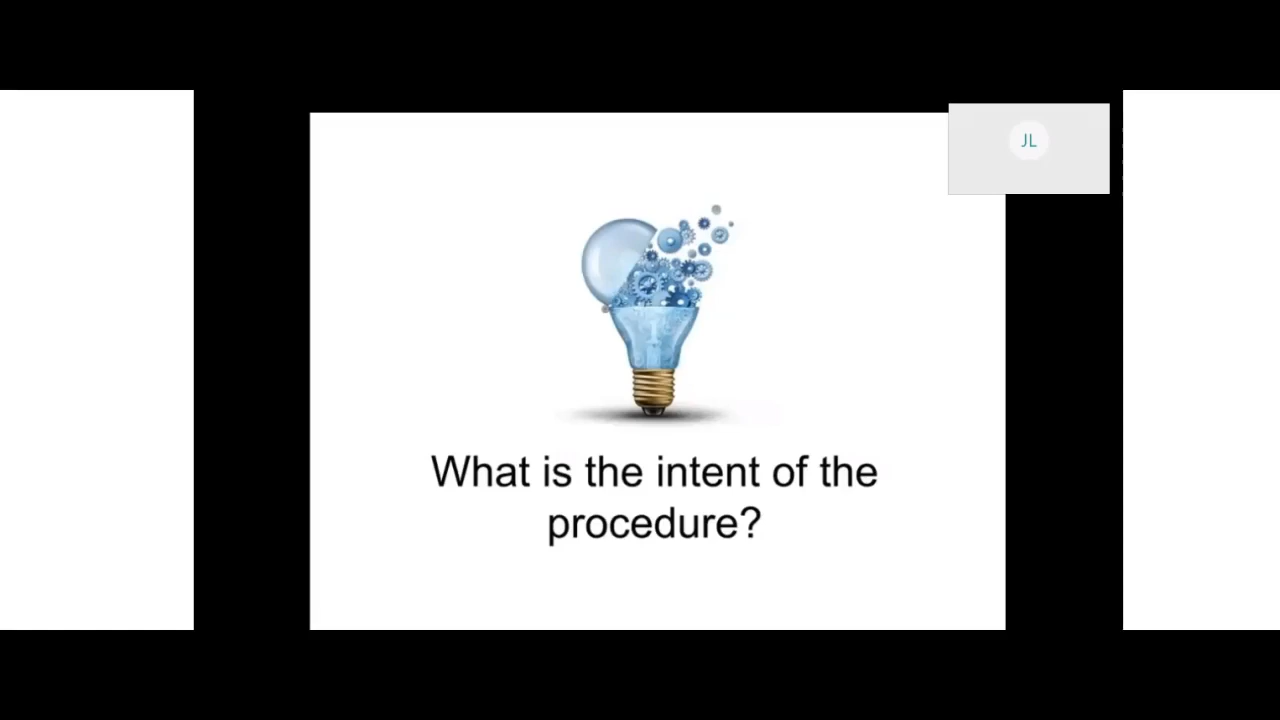 JL
What is the intent of the
procedure?